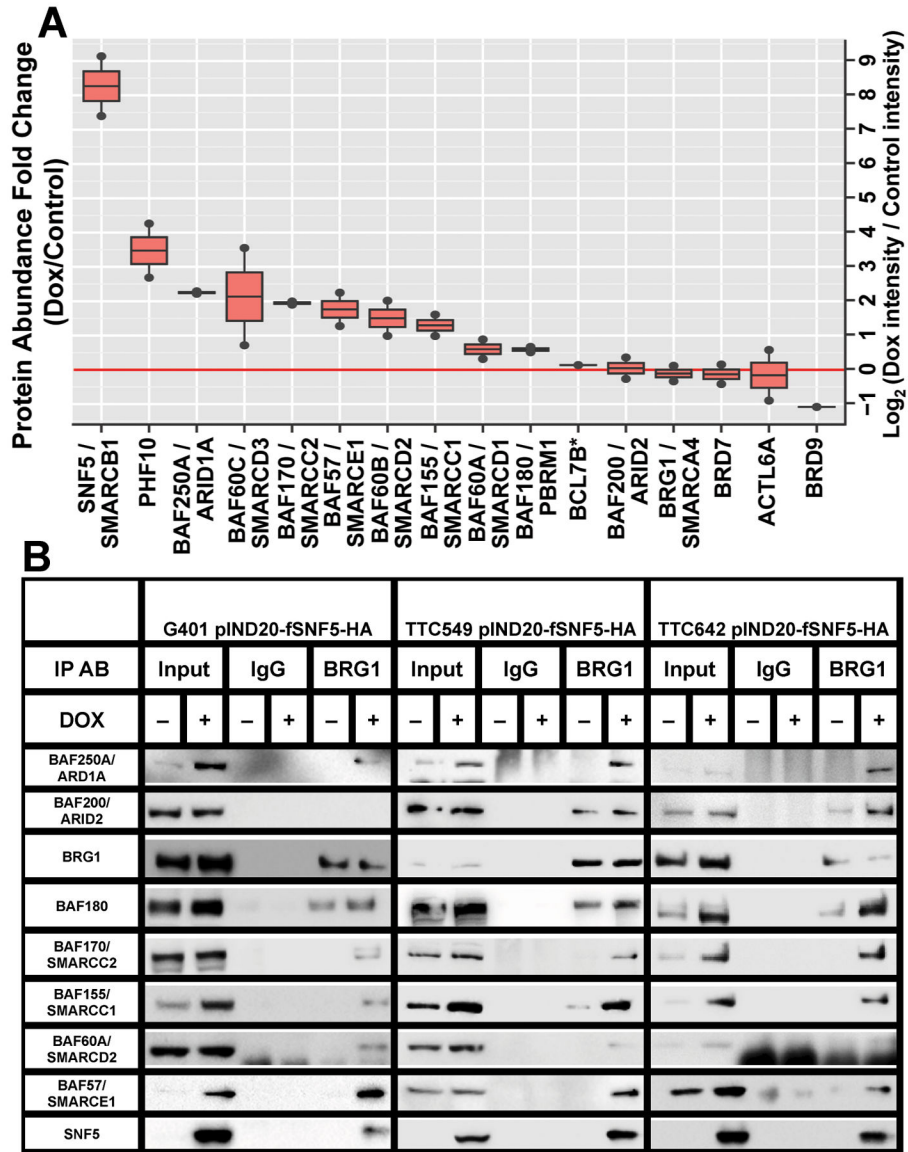 A
Protein Abundance Fold Change
(Dox/Control)
9
8
7
6
5
4
3
2
1
0
−1
Log2 (Dox intensity / Control intensity)
SNF5 /
SMARCB1
PHF10
BAF250A/
ARID1A
BAF60C /
SMARCD3
BAF170 /
SMARCC2
BAF57 /
SMARCE1
BAF60B /
SMARCD2
BAF155 /
SMARCC1
BAF60A /
SMARCD1
BAF180 /
PBRM1
BCL7B*
BAF200 /
ARID2
BRG1 /
SMARCA4
BRD7
ACTL6A
BRD9
B
G401 pIND20-fSNF5-HA TTC549 pIND20-fSNF5-HA TTC642 pIND20-fSNF5-HA
IP AB Input IgG BRG1 Input IgG BRG1 Input IgG BRG1
DOX − + − + − + − + − + − + − + − + − +
BAF250A/
ARD1A
BAF200/
ARID2
BRG1
BAF180
BAF170/
SMARCC2
BAF155/
SMARCC1
BAF60A/
SMARCD2
BAF57/
SMARCE1
SNF5